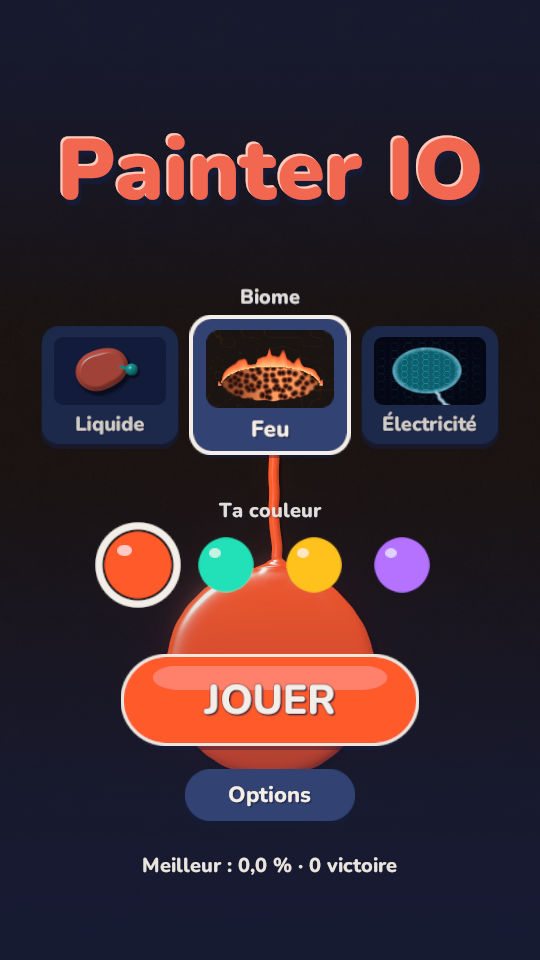 Painter IO
Biome
Liquide
Feu
Électricité
Ta couleur
JOUER
Options
Meilleur : 0,0 % · 0 victoire